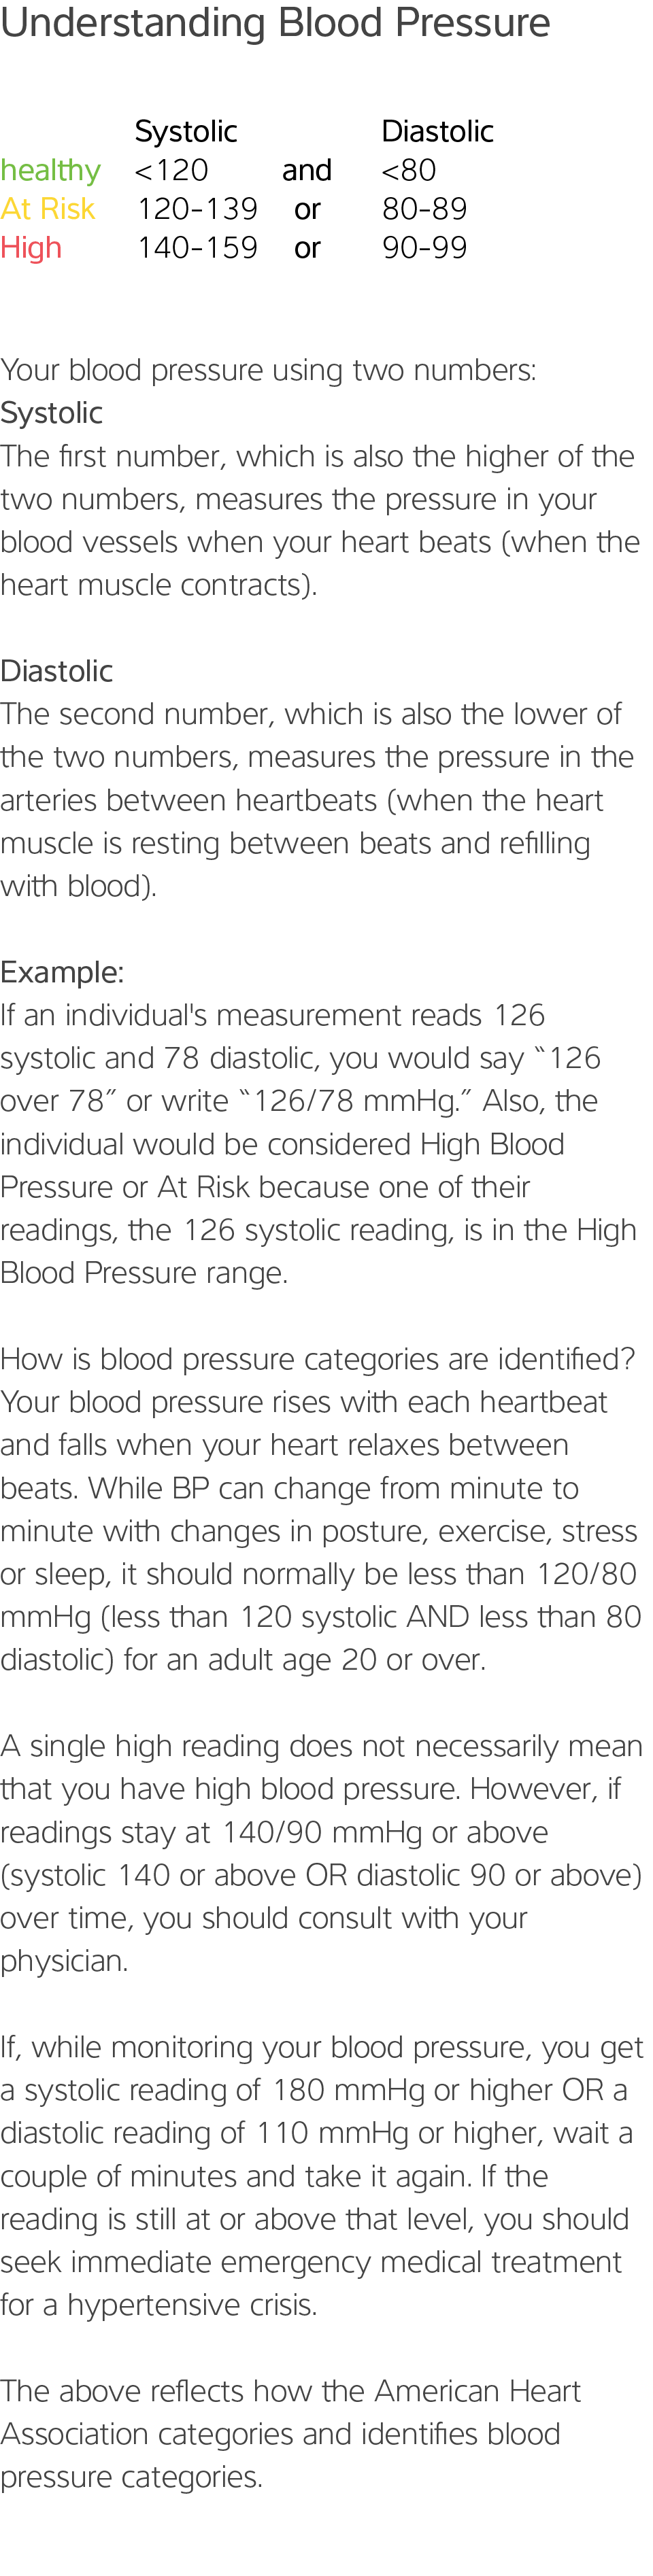 Understanding Blood Pressure
Systolic Diastolic
healthy <120 and <80
At Risk 120-139 or 80-89
High 140-159 or 90-99
Your blood pressure using two numbers:
Systolic
The first number, which is also the higher of the
two numbers, measures the pressure in your
blood vessels when your heart beats (when the
heart muscle contracts).
Diastolic
The second number, which is also the lower of
the two numbers, measures the pressure in the
arteries between heartbeats (when the heart
muscle is resting between beats and refilling
with blood).
Example:
If an individual's measurement reads 126
systolic and 78 diastolic, you would say “126
over 78” or write “126/78 mmHg.” Also, the
individual would be considered High Blood
Pressure or At Risk because one of their
readings, the 126 systolic reading, is in the High
Blood Pressure range.
How is blood pressure categories are identified?
Your blood pressure rises with each heartbeat
and falls when your heart relaxes between
beats. While BP can change from minute to
minute with changes in posture, exercise, stress
or sleep, it should normally be less than 120/80
mmHg (less than 120 systolic AND less than 80
diastolic) for an adult age 20 or over.
A single high reading does not necessarily mean
that you have high blood pressure. However, if
readings stay at 140/90 mmHg or above
(systolic 140 or above OR diastolic 90 or above)
over time, you should consult with your
physician.
If, while monitoring your blood pressure, you get
a systolic reading of 180 mmHg or higher OR a
diastolic reading of 110 mmHg or higher, wait a
couple of minutes and take it again. If the
reading is still at or above that level, you should
seek immediate emergency medical treatment
for a hypertensive crisis.
The above reflects how the American Heart
Association categories and identifies blood
pressure categories.